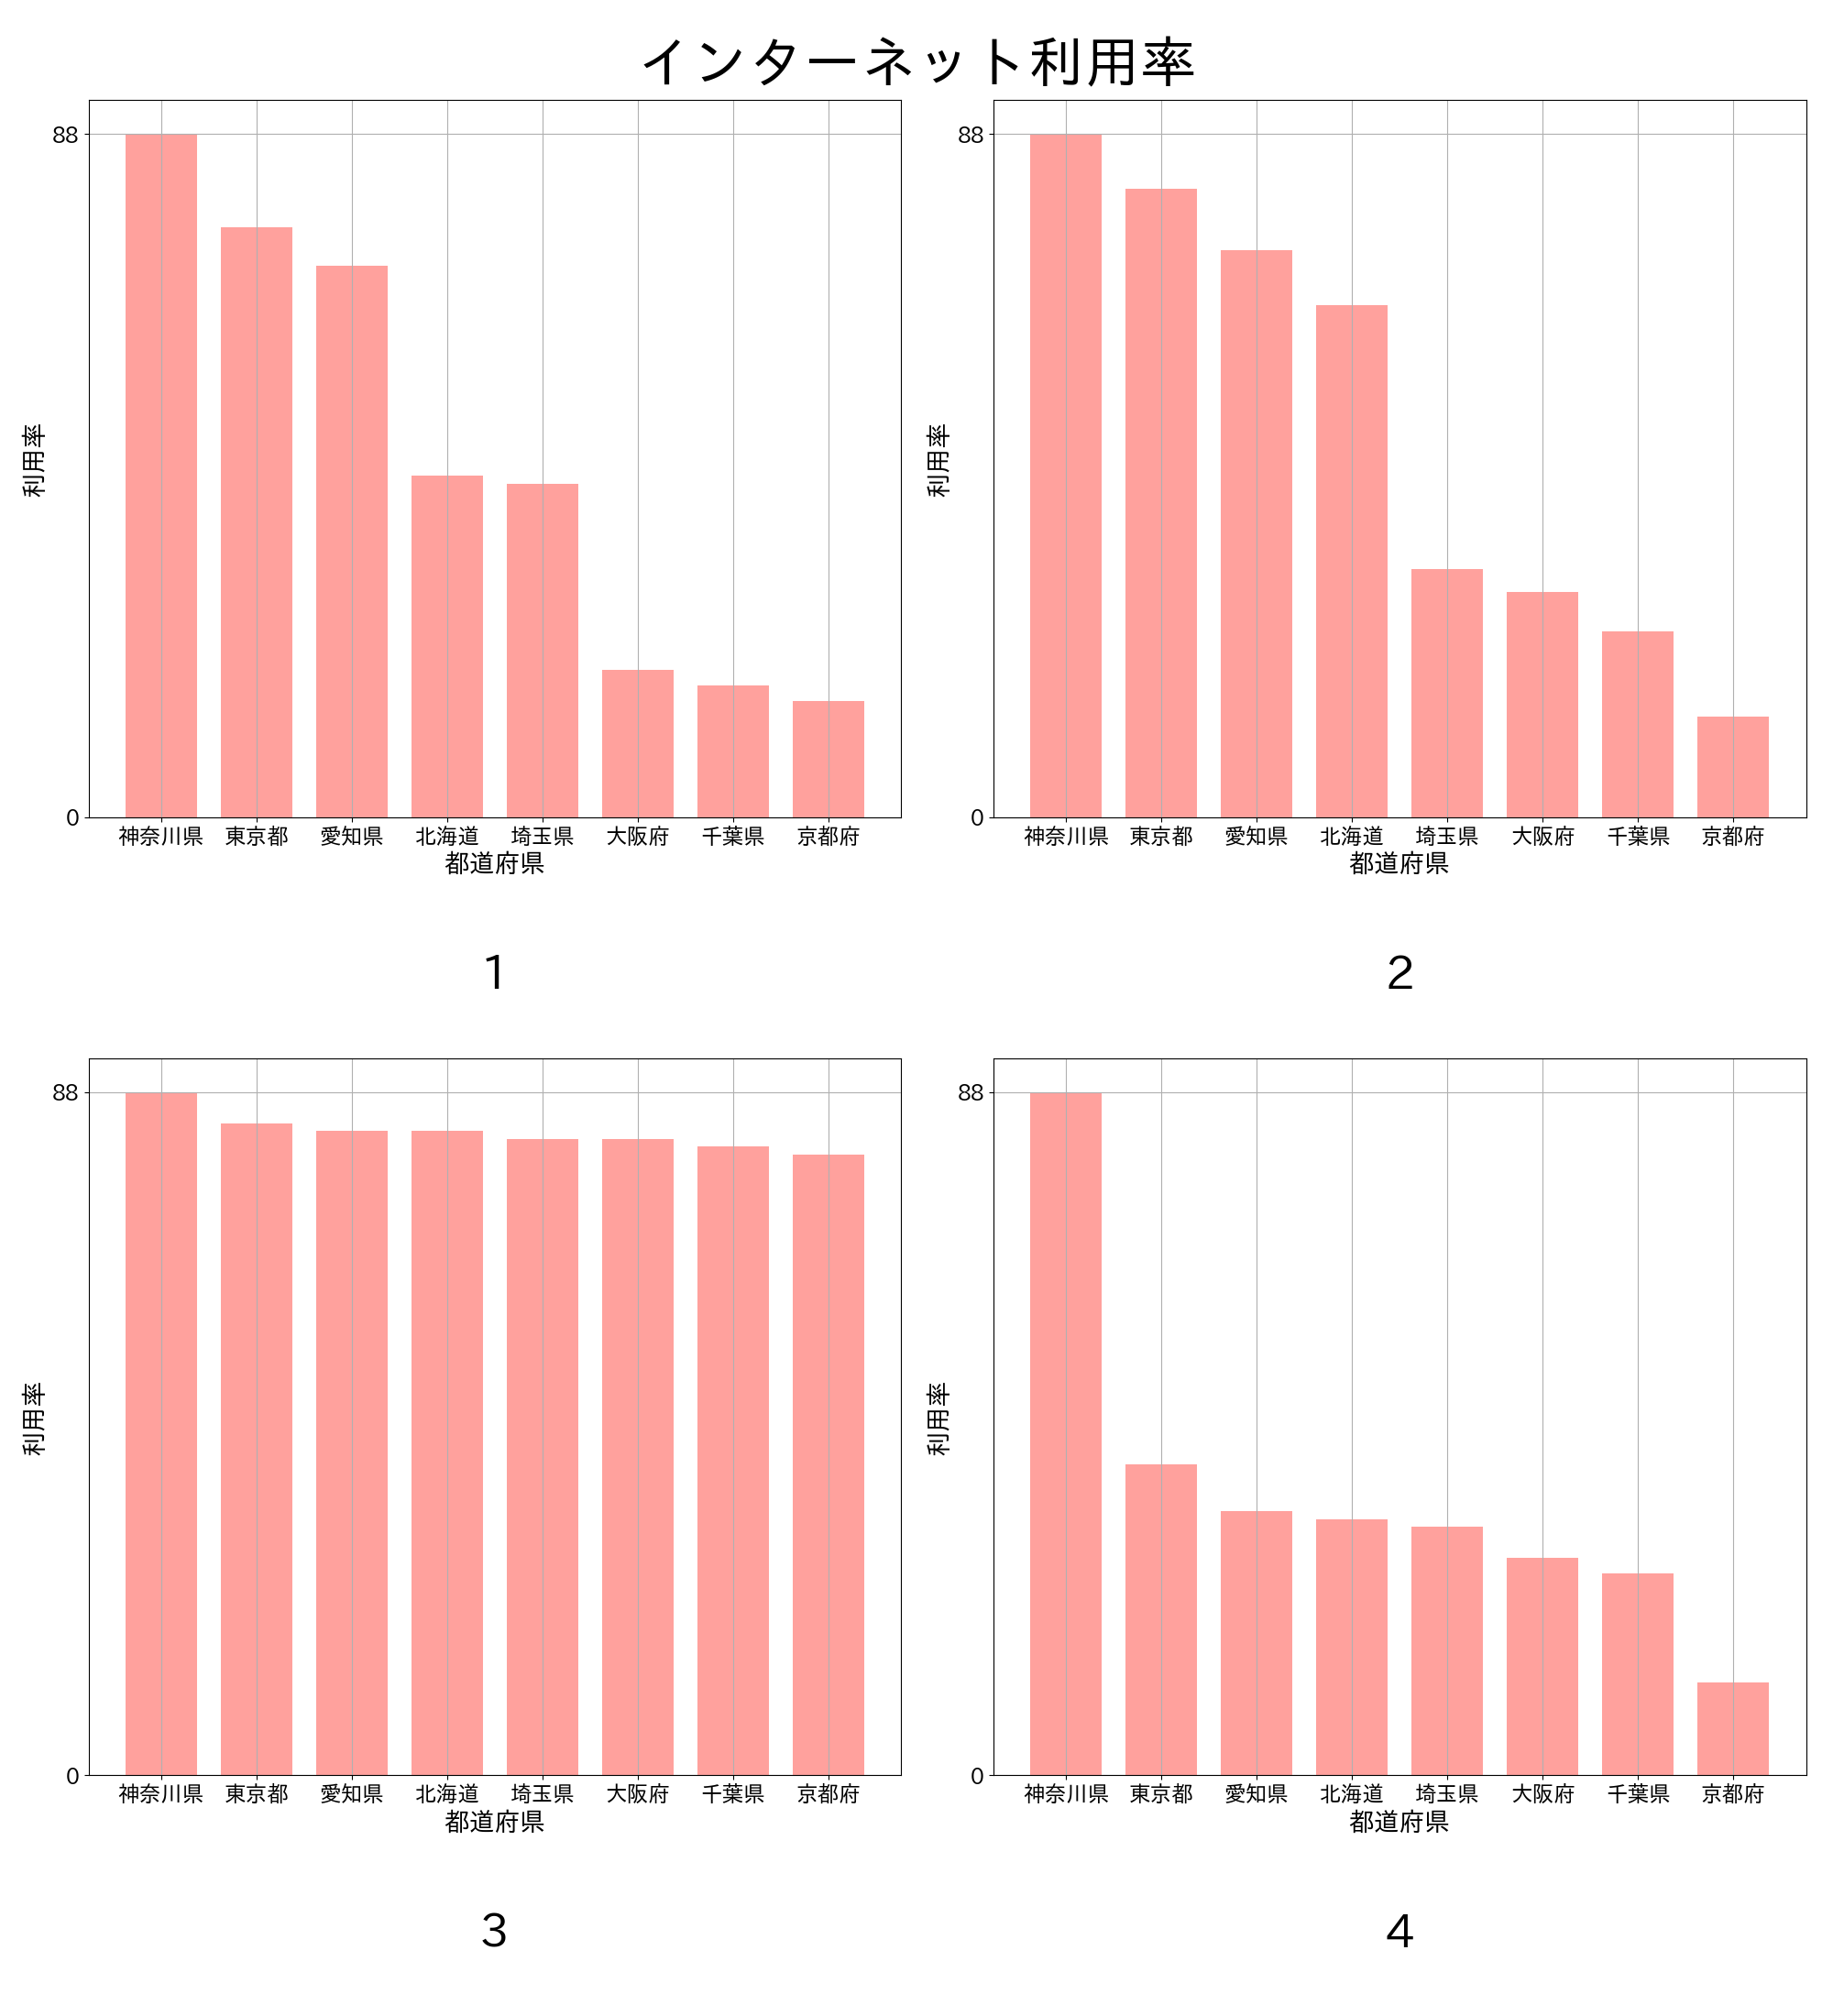 インターネット利用率
88
0
利用率
神奈川県 東京都 愛知県 北海道 埼玉県 大阪府 千葉県 京都府
都道府県
1
88
0
利用率
神奈川県 東京都 愛知県 北海道 埼玉県 大阪府 千葉県 京都府
都道府県
2
88
0
利用率
神奈川県 東京都 愛知県 北海道 埼玉県 大阪府 千葉県 京都府
都道府県
3
88
0
利用率
神奈川県 東京都 愛知県 北海道 埼玉県 大阪府 千葉県 京都府
都道府県
4